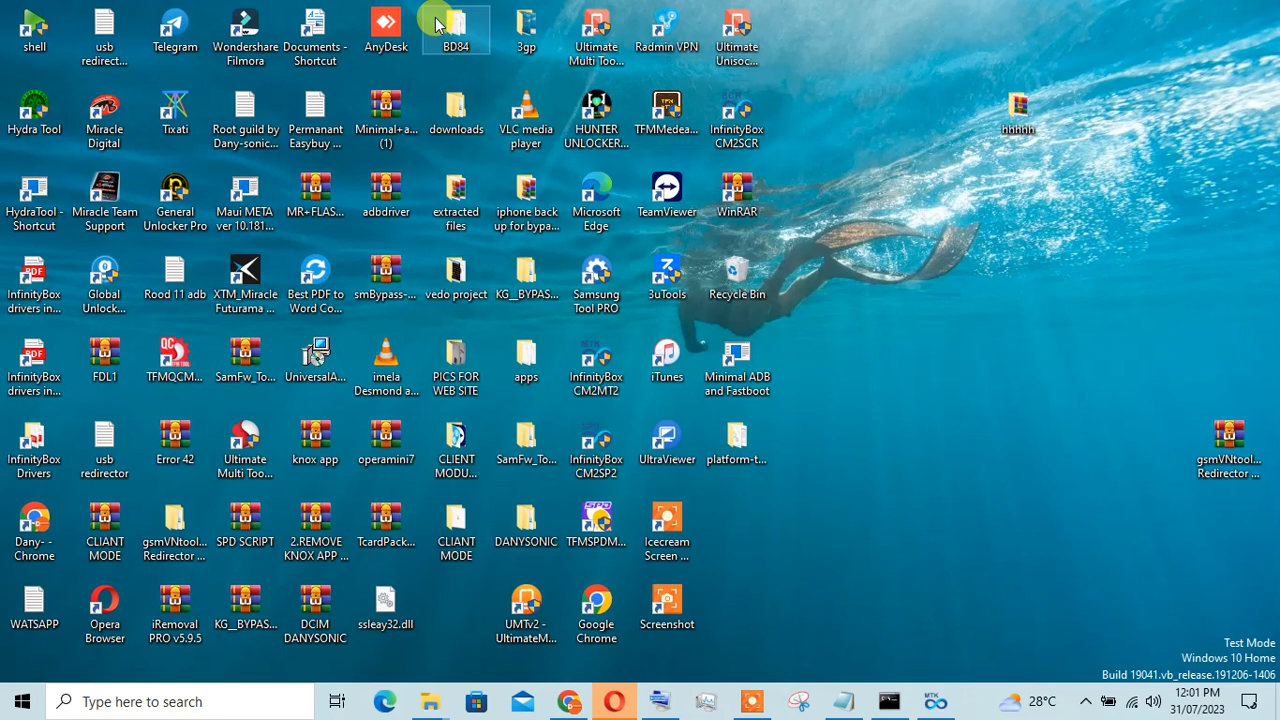 shell
usb
redirect...
Telegram
Wondershare
Filmora
Documents -
Shortcut
AnyDesk
BD84
3gp
Ultimate
Multi Too...
Radmin VPN
Ultimate
Unisoc...
Hydra Tool
Miracle
Digital
Tixati
Root guild by
Dany-sonic...
Permanant
Easybuy ...
Minimal+a...
(1)
downloads
VLC media
player
HUNTER
UNLOCKER...
TFMMedea...
InfinityBox
CM2SCR
hhhhh
HydraTool -
Shortcut
Miracle Team
Support
General
Unlocker Pro
Maui META
ver 10.181...
MR+FLAS...
adbdriver
extracted
files
iphone back
up for bypa...
Microsoft
Edge
TeamViewer
WinRAR
InfinityBox
drivers in...
Global
Unlock...
Rood 11 adb
XTM_Miracle
Futurama ...
Best PDF to
Word Co...
smBypass-...
vedo project
KG__BYPAS...
Samsung
Tool PRO
3uTools
Recycle Bin
InfinityBox
drivers in...
FDL1
TFMQCM...
SamFw_To...
UniversalA...
imela
Desmond a...
PICS FOR
WEB SITE
apps
InfinityBox
CM2MT2
iTunes
Minimal ADB
and Fastboot
InfinityBox
Drivers
usb
redirector
Error 42
Ultimate
Multi Too...
knox app
operamini7
CLIENT
MODU...
SamFw_To...
InfinityBox
CM2SP2
UltraViewer
platform-t...
gsmVNtool...
Redirector ...
Dany- -
Chrome
CLIANT
MODE
gsmVNtool...
Redirector ...
SPD SCRIPT
2.REMOVE
KNOX APP ...
TcardPack...
CLIANT
MODE
DANYSONIC
TFMSPDM...
Icecream
Screen ...
WATSAPP
Opera
Browser
iRemoval
PRO v5.9.5
KG__BYPAS...
DCIM
DANYSONIC
ssleay32.dll
UMTv2 -
UltimateM...
Google
Chrome
Screenshot
Test Mode
Windows 10 Home
Build 19041.vb_release.191206-1406
Type here to search
MTK
28°C
12:01 PM
31/07/2023